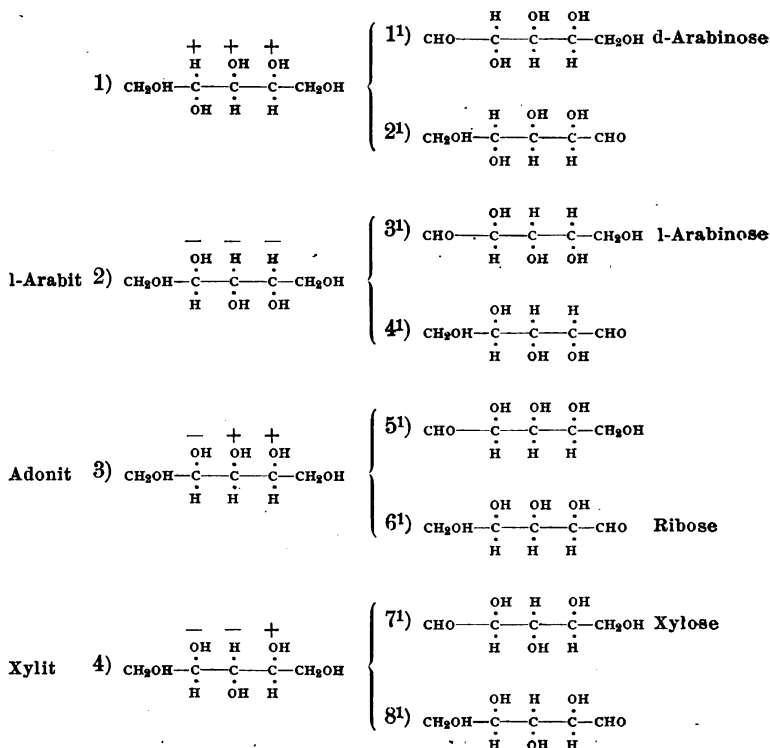 H OH OH
1¹) CHO—C—C—C—CH₂OH d-Arabinose
OH H H
+ + +
H OH OH
1) CH₂OH—C—C—C—CH₂OH
OH H H
H OH OH
2¹) CH₂OH—C—C—C—CHO
OH H H
OH H H
3¹) CHO—C—C—C—CH₂OH l-Arabinose
H OH OH
— — —
OH H H
l-Arabit 2) CH₂OH—C—C—C—CH₂OH
H OH OH
OH H H
4¹) CH₂OH—C—C—C—CHO
H OH OH
OH OH OH
5¹) CHO—C—C—C—CH₂OH
H H H
— + +
OH OH OH
Adonit 3) CH₂OH—C—C—C—CH₂OH
H H H
OH OH OH
6¹) CH₂OH—C—C—C—CHO Ribose
H H H
OH H OH
7¹) CHO—C—C—C—CH₂OH Xylose
H OH H
— — +
OH H OH
Xylit 4) CH₂OH—C—C—C—CH₂OH
H OH H
OH H OH
8¹) CH₂OH—C—C—C—CHO
H OH H